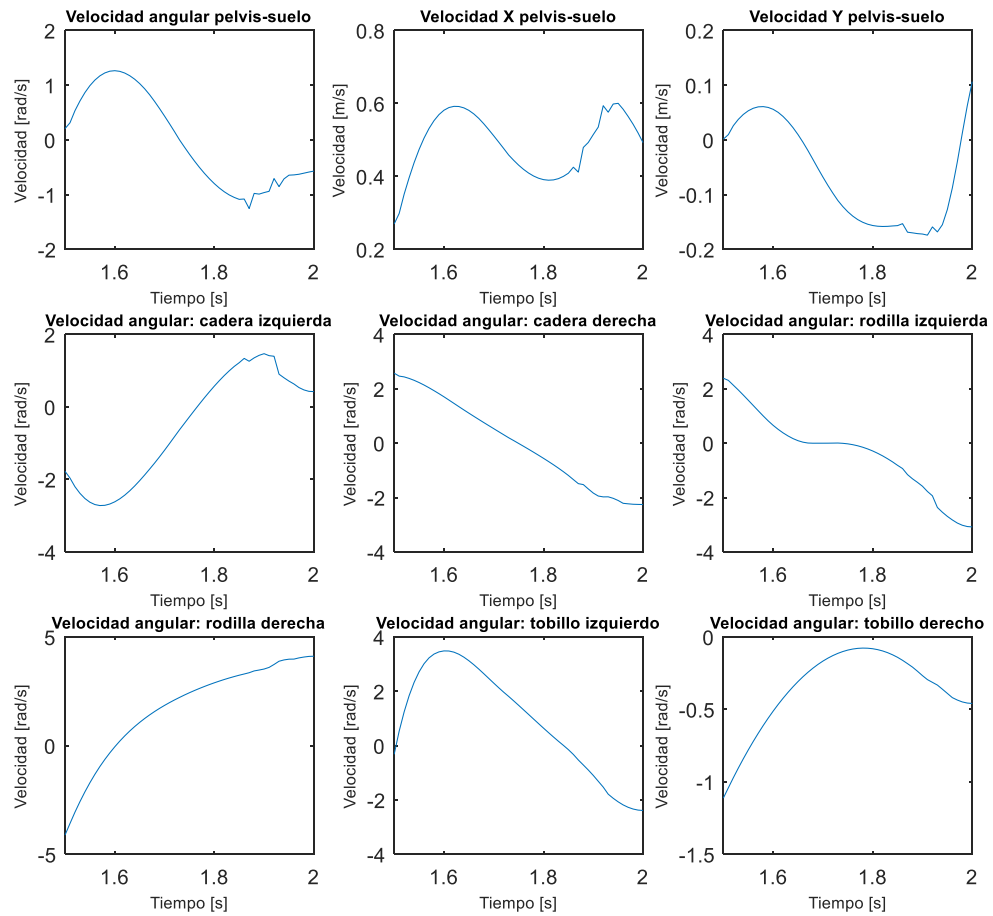 Velocidad angular pelvis-suelo
Velocidad X pelvis-suelo
Velocidad Y pelvis-suelo
Velocidad [rad/s]
2
1
0
-1
-2
1.6
1.8
2
Tiempo [s]
Velocidad [m/s]
0.8
0.6
0.4
0.2
1.6
1.8
2
Tiempo [s]
Velocidad [m/s]
0.2
0.1
0
-0.1
-0.2
1.6
1.8
2
Tiempo [s]
Velocidad angular: cadera izquierda
Velocidad angular: cadera derecha
Velocidad angular: rodilla izquierda
Velocidad [rad/s]
2
0
-2
-4
1.6
1.8
2
Tiempo [s]
Velocidad [rad/s]
4
2
0
-2
-4
1.6
1.8
2
Tiempo [s]
Velocidad [rad/s]
4
2
0
-2
-4
1.6
1.8
2
Tiempo [s]
Velocidad angular: rodilla derecha
Velocidad angular: tobillo izquierdo
Velocidad angular: tobillo derecho
Velocidad [rad/s]
5
0
-5
1.6
1.8
2
Tiempo [s]
Velocidad [rad/s]
4
2
0
-2
-4
1.6
1.8
2
Tiempo [s]
Velocidad [rad/s]
0
-0.5
-1
-1.5
1.6
1.8
2
Tiempo [s]